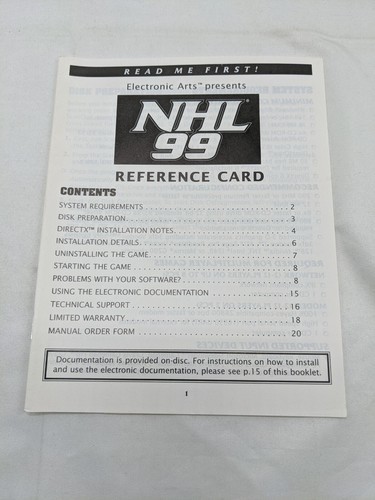 READ ME FIRST!
Electronic Arts™ presents
NHL®
99
REFERENCE CARD
CONTENTS
SYSTEM REQUIREMENTS . . . . . . . . . . . . . . . . . . . . . . . . . . 2
DISK PREPARATION. . . . . . . . . . . . . . . . . . . . . . . . . . . . . . 3
DIRECTX™ INSTALLATION NOTES. . . . . . . . . . . . . . . . . . . . 4
INSTALLATION DETAILS. . . . . . . . . . . . . . . . . . . . . . . . . . . 6
UNINSTALLING THE GAME. . . . . . . . . . . . . . . . . . . . . . . . . 7
STARTING THE GAME . . . . . . . . . . . . . . . . . . . . . . . . . . . . 8
PROBLEMS WITH YOUR SOFTWARE? . . . . . . . . . . . . . . . . . . 8
USING THE ELECTRONIC DOCUMENTATION . . . . . . . . . . . . . 15
TECHNICAL SUPPORT . . . . . . . . . . . . . . . . . . . . . . . . . . . . 16
LIMITED WARRANTY. . . . . . . . . . . . . . . . . . . . . . . . . . . . . 18
MANUAL ORDER FORM . . . . . . . . . . . . . . . . . . . . . . . . . . . 20
Documentation is provided on-disc. For instructions on how to install
and use the electronic documentation, please see p.15 of this booklet.
1